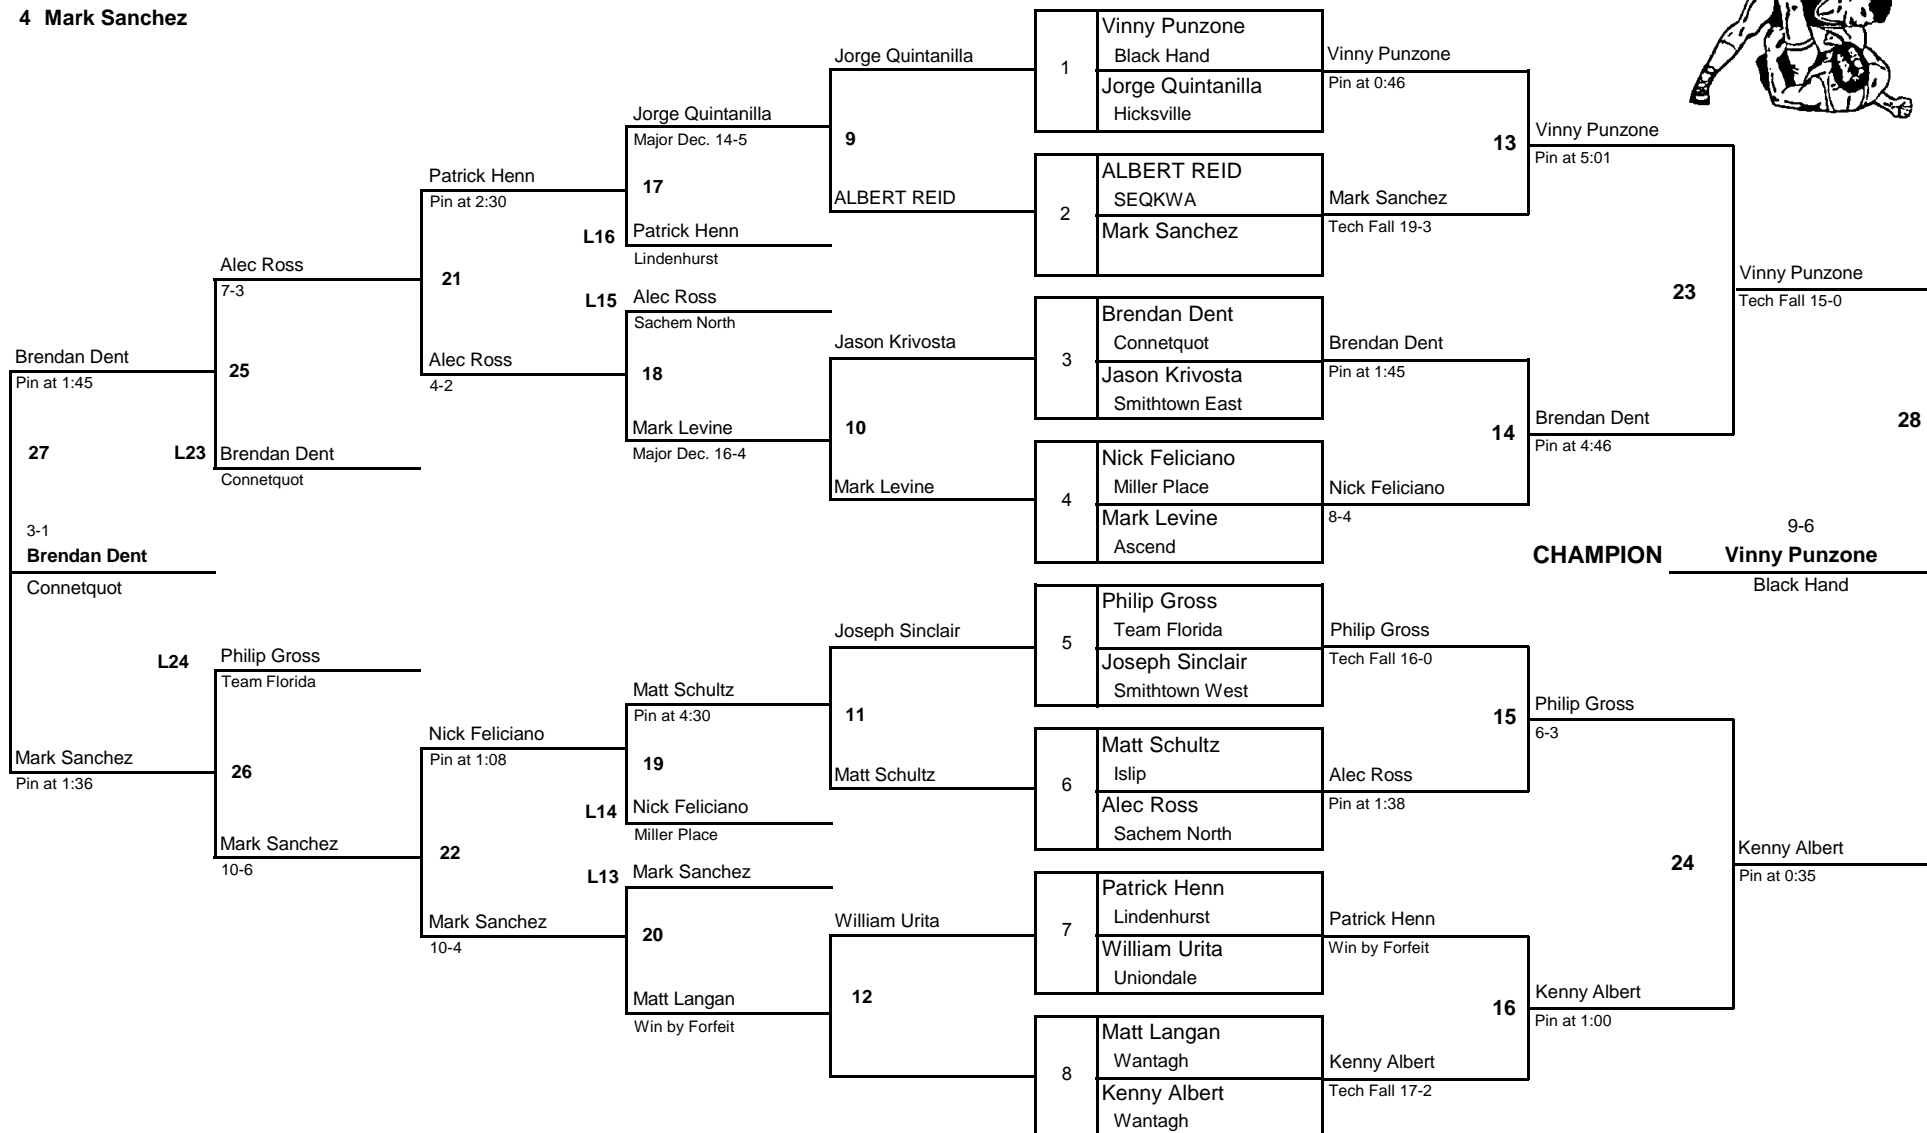 4 Mark Sanchez
Vinny Punzone
Black Hand
1
Jorge Quintanilla
Hicksville
ALBERT REID
SEQKWA
2
Mark Sanchez
Brendan Dent
Connetquot
3
Jason Krivosta
Smithtown East
Nick Feliciano
Miller Place
4
Mark Levine
Ascend
Philip Gross
Team Florida
5
Joseph Sinclair
Smithtown West
Matt Schultz
Islip
6
Alec Ross
Sachem North
Patrick Henn
Lindenhurst
7
William Urita
Uniondale
Matt Langan
Wantagh
8
Kenny Albert
Wantagh
Vinny Punzone
Pin at 0:46
13
Mark Sanchez
Tech Fall 19-3
Brendan Dent
Pin at 1:45
14
Nick Feliciano
8-4
Philip Gross
Tech Fall 16-0
15
Alec Ross
Pin at 1:38
Patrick Henn
Win by Forfeit
16
Kenny Albert
Tech Fall 17-2
Vinny Punzone
Pin at 5:01
23
Brendan Dent
Pin at 4:46
Philip Gross
6-3
24
Kenny Albert
Pin at 1:00
Vinny Punzone
Tech Fall 15-0
28
9-6
CHAMPION Vinny Punzone
Black Hand
Kenny Albert
Pin at 0:35
Jorge Quintanilla
9
ALBERT REID
Jason Krivosta
10
Mark Levine
Joseph Sinclair
11
Matt Schultz
William Urita
12
Jorge Quintanilla
Major Dec. 14-5
17
L16 Patrick Henn
Lindenhurst
L15 Alec Ross
Sachem North
18
Mark Levine
Major Dec. 16-4
Matt Schultz
Pin at 4:30
19
L14 Nick Feliciano
Miller Place
L13 Mark Sanchez
20
Matt Langan
Win by Forfeit
Patrick Henn
Pin at 2:30
21
Alec Ross
4-2
Nick Feliciano
Pin at 1:08
22
Mark Sanchez
10-4
Alec Ross
7-3
25
L23 Brendan Dent
Connetquot
L24 Philip Gross
Team Florida
26
Mark Sanchez
10-6
Brendan Dent
Pin at 1:45
27
3-1
Brendan Dent
Connetquot
Mark Sanchez
Pin at 1:36